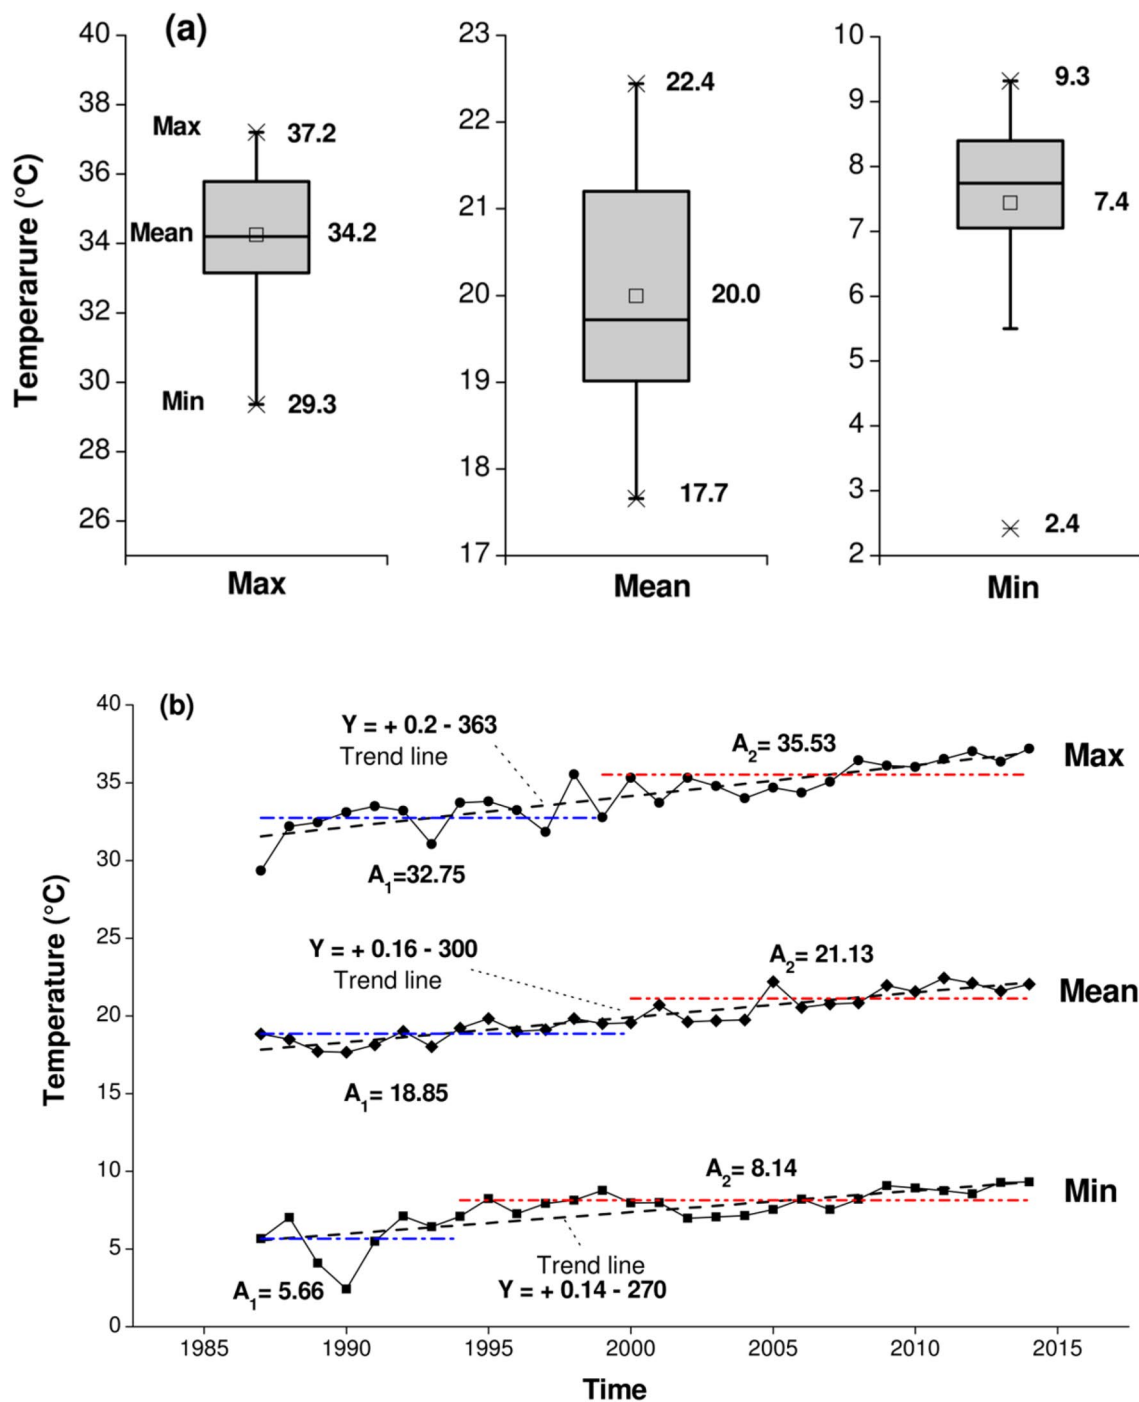 (a)
Temperarure (°C)
40
38
36
34
32
30
28
26
Max
37.2
Mean
34.2
Min
29.3
Max
23
22
21
20
19
18
17
22.4
20.0
17.7
Mean
10
9
8
7
6
5
4
3
2
9.3
7.4
2.4
Min
(b)
Temperature (°C)
40
35
30
25
20
15
10
5
0
Y = + 0.2 - 363
Trend line
A2= 35.53
Max
A1=32.75
Y = + 0.16 - 300
Trend line
A2= 21.13
Mean
A1= 18.85
A2= 8.14
Min
Trend line
Y = + 0.14 - 270
A1= 5.66
1985 1990 1995 2000 2005 2010 2015
Time